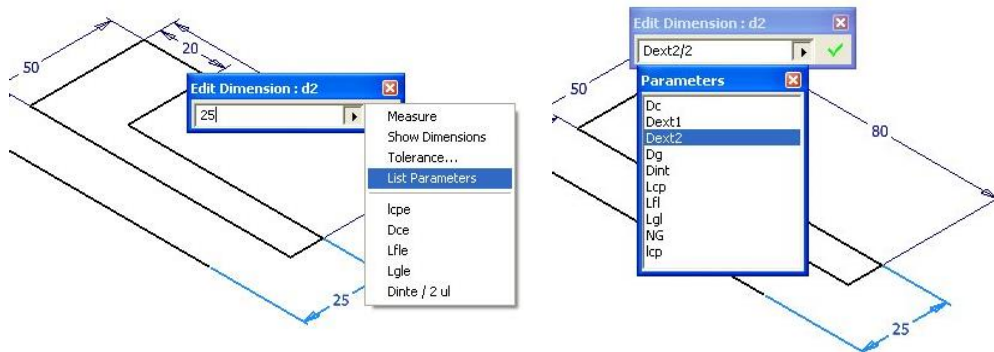 50
20
Edit Dimension : d2
25
Measure
Show Dimensions
Tolerance...
List Parameters
lcpe
Dce
Lfle
Lgle
Dinte / 2 ul
25
Edit Dimension : d2
Dext2/2
Parameters
Dc
Dext1
Dext2
Dg
Dint
Lcp
Lfl
Lgl
NG
lcp
50
80
25